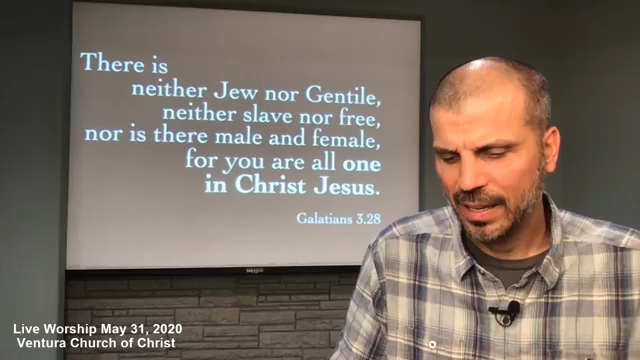 There is
neither Jew nor Gentile,
neither slave nor free,
nor is there male and female,
for you are all one
in Christ Jesus.
Galatians 3.28
Live Worship May 31, 2020
Ventura Church of Christ